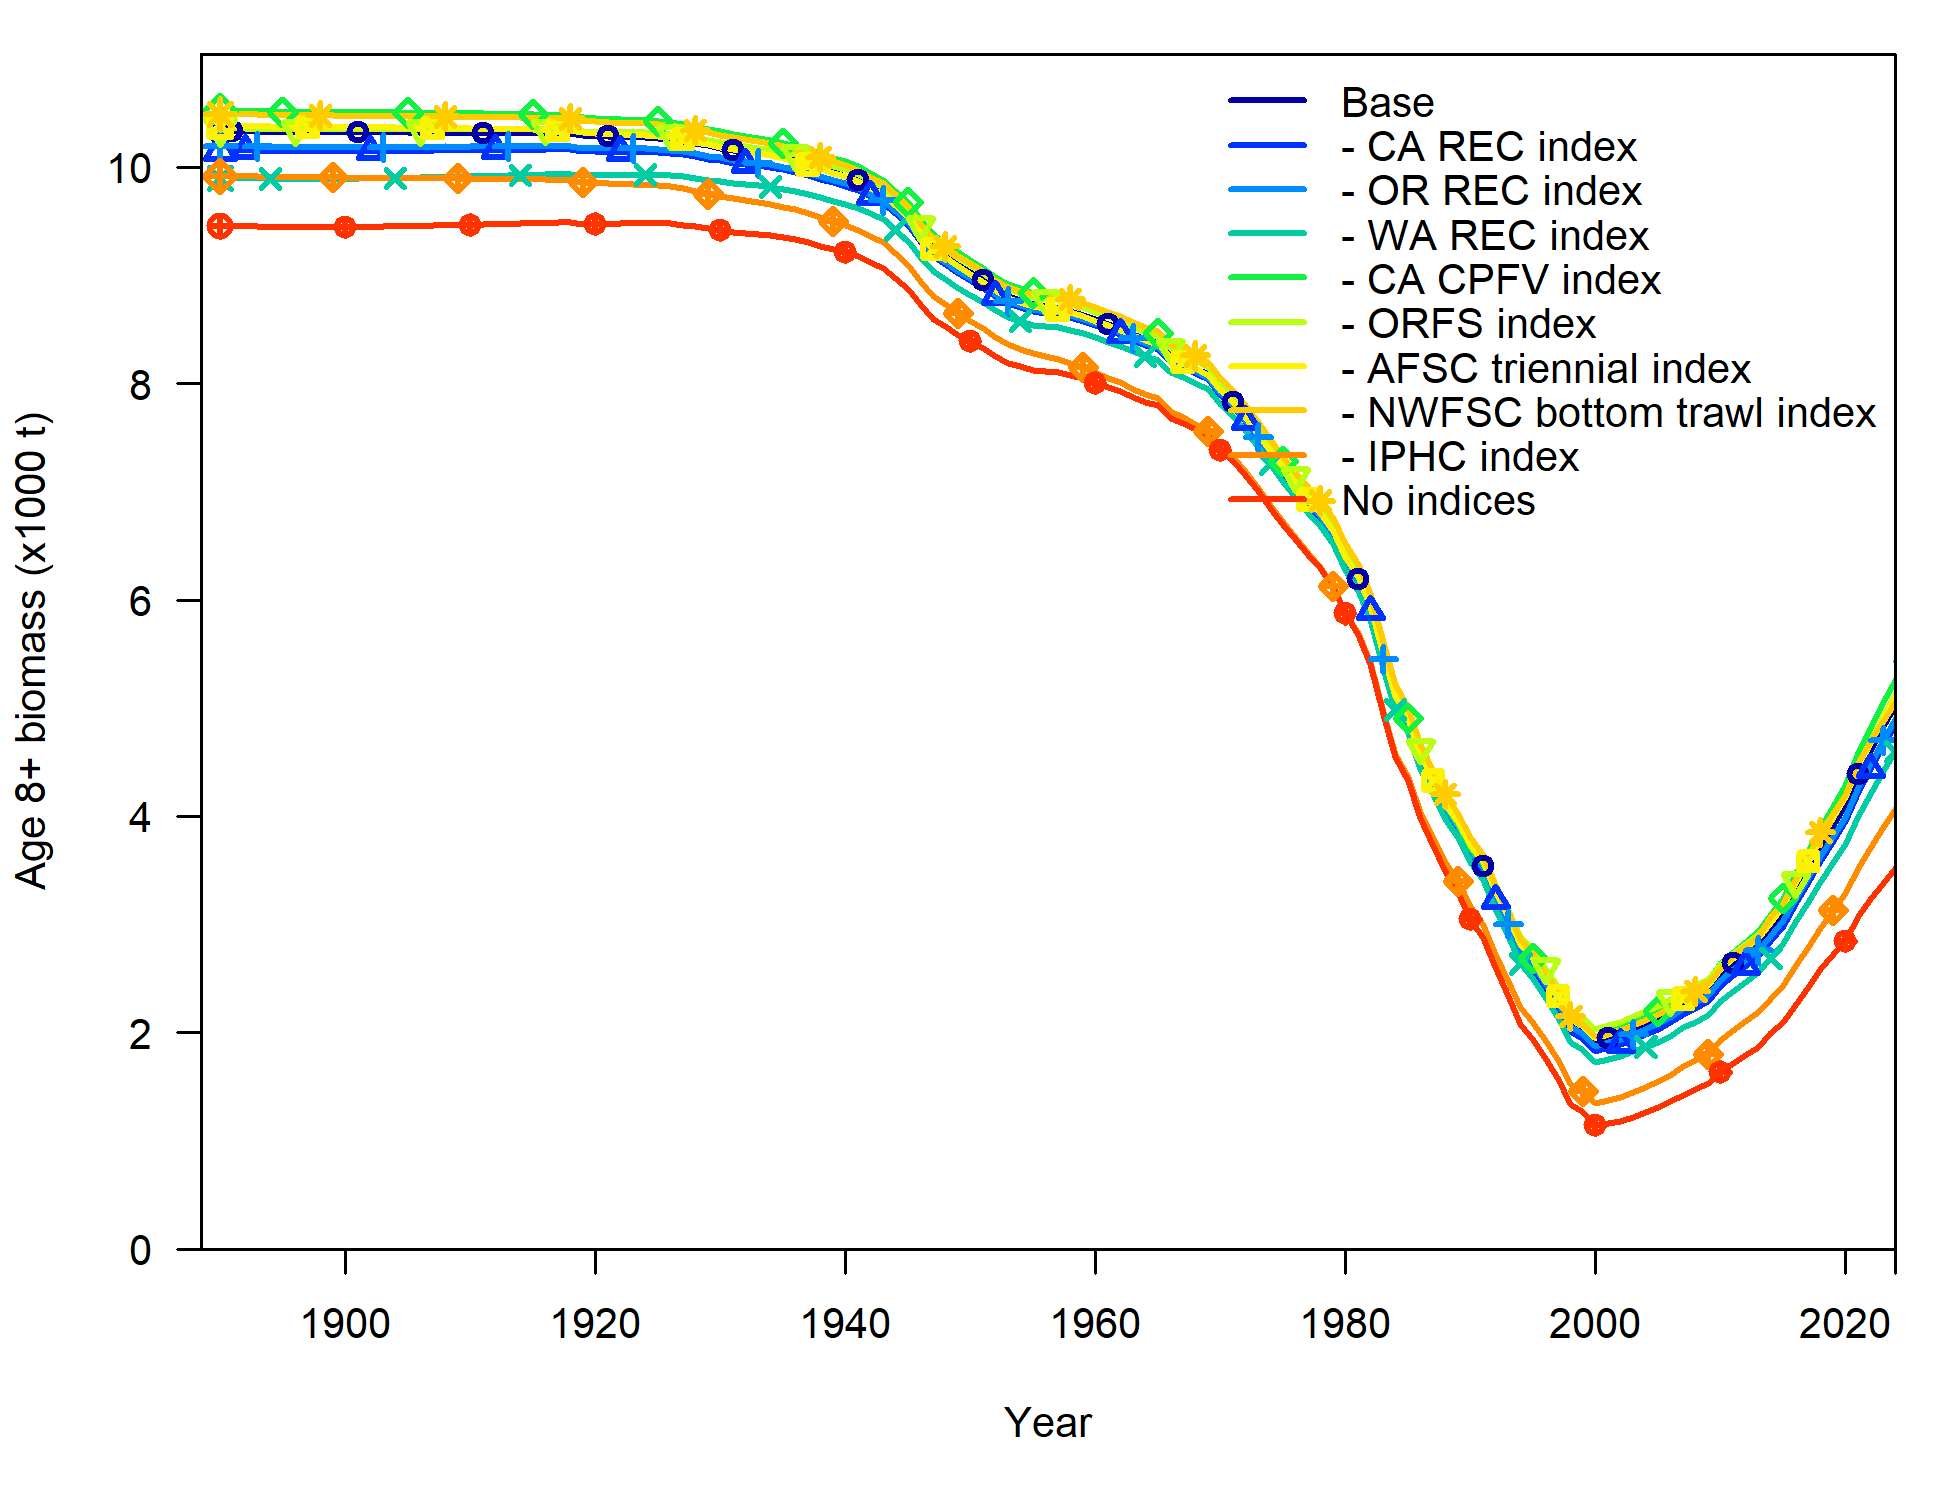 Base
- CA REC index
- OR REC index
- WA REC index
- CA CPFV index
- ORFS index
- AFSC triennial index
- NWFSC bottom trawl index
- IPHC index
No indices
Age 8+ biomass (x1000 t)
10
8
6
4
2
0
1900 1920 1940 1960 1980 2000 2020
Year